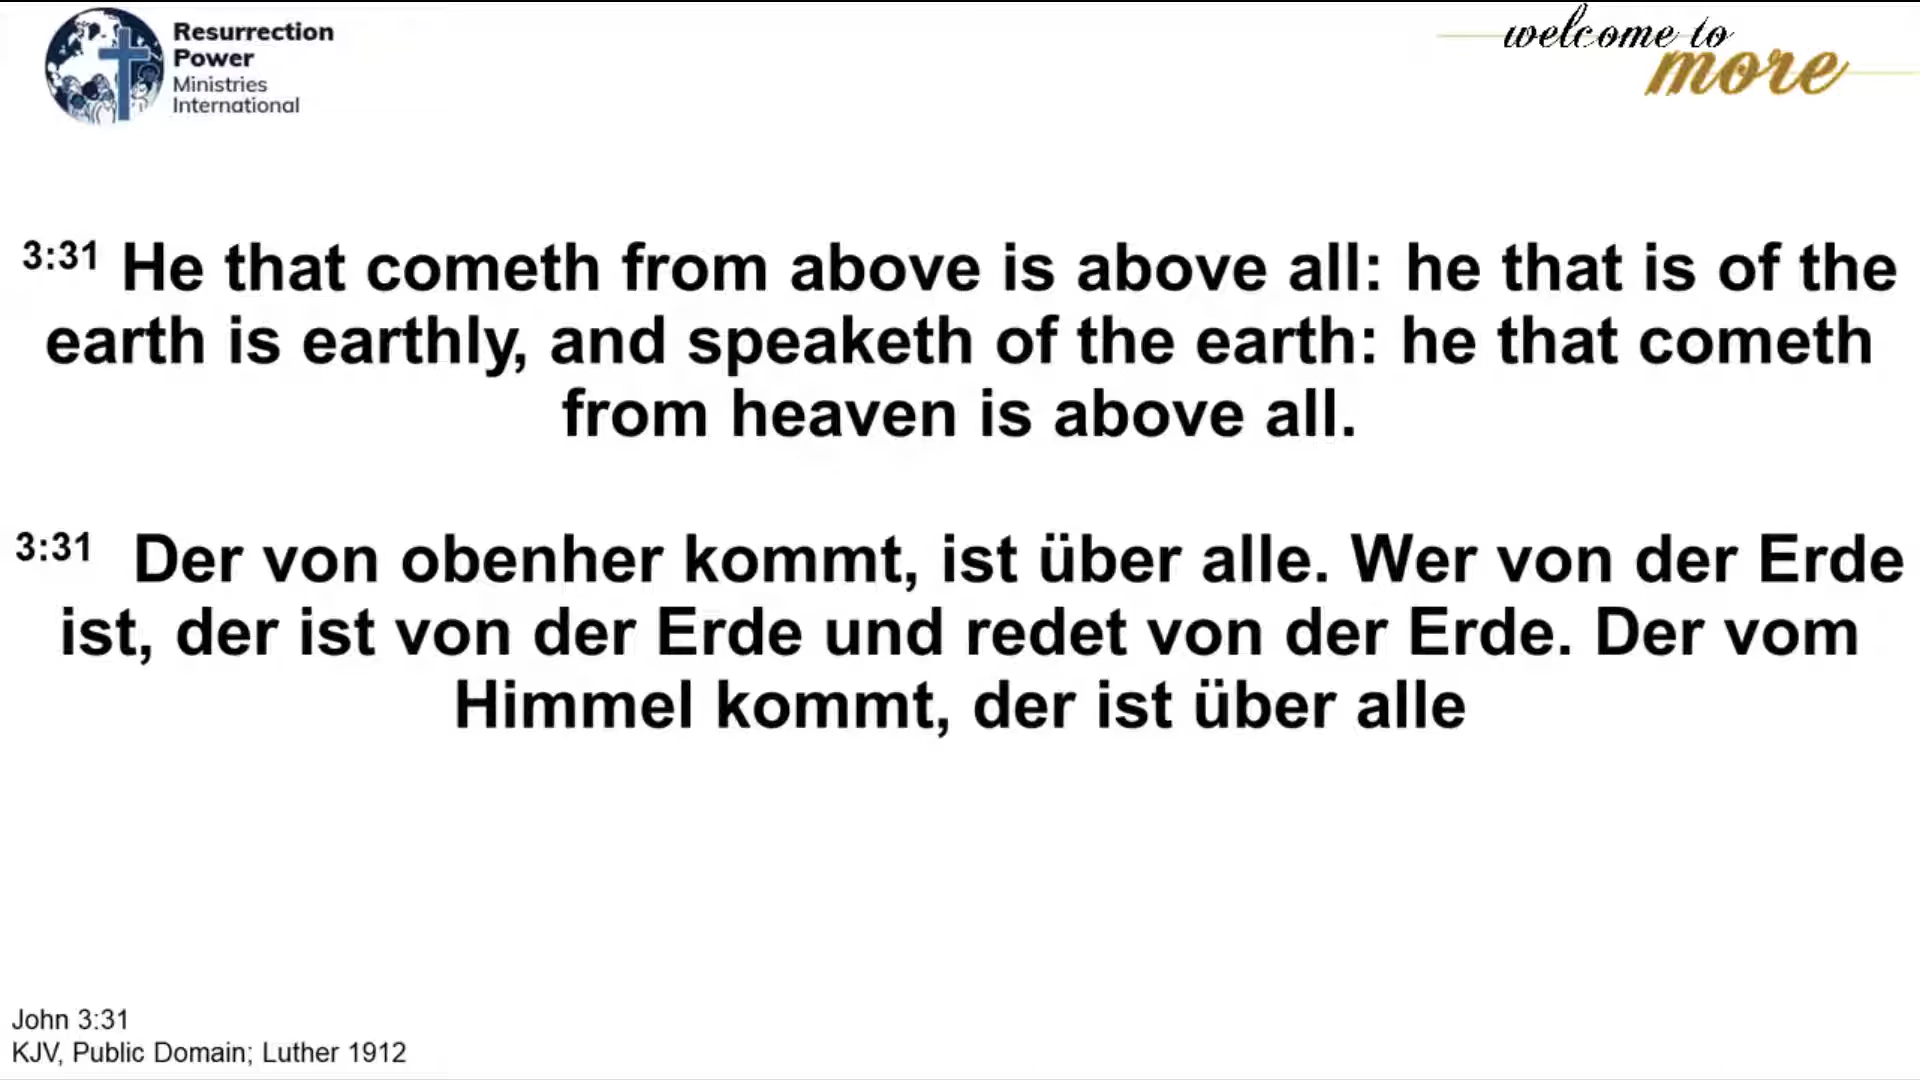 Resurrection
Power
Ministries
International
welcome to
more
3:31 He that cometh from above is above all: he that is of the
earth is earthly, and speaketh of the earth: he that cometh
from heaven is above all.
3:31 Der von obenher kommt, ist über alle. Wer von der Erde
ist, der ist von der Erde und redet von der Erde. Der vom
Himmel kommt, der ist über alle
John 3:31
KJV, Public Domain; Luther 1912